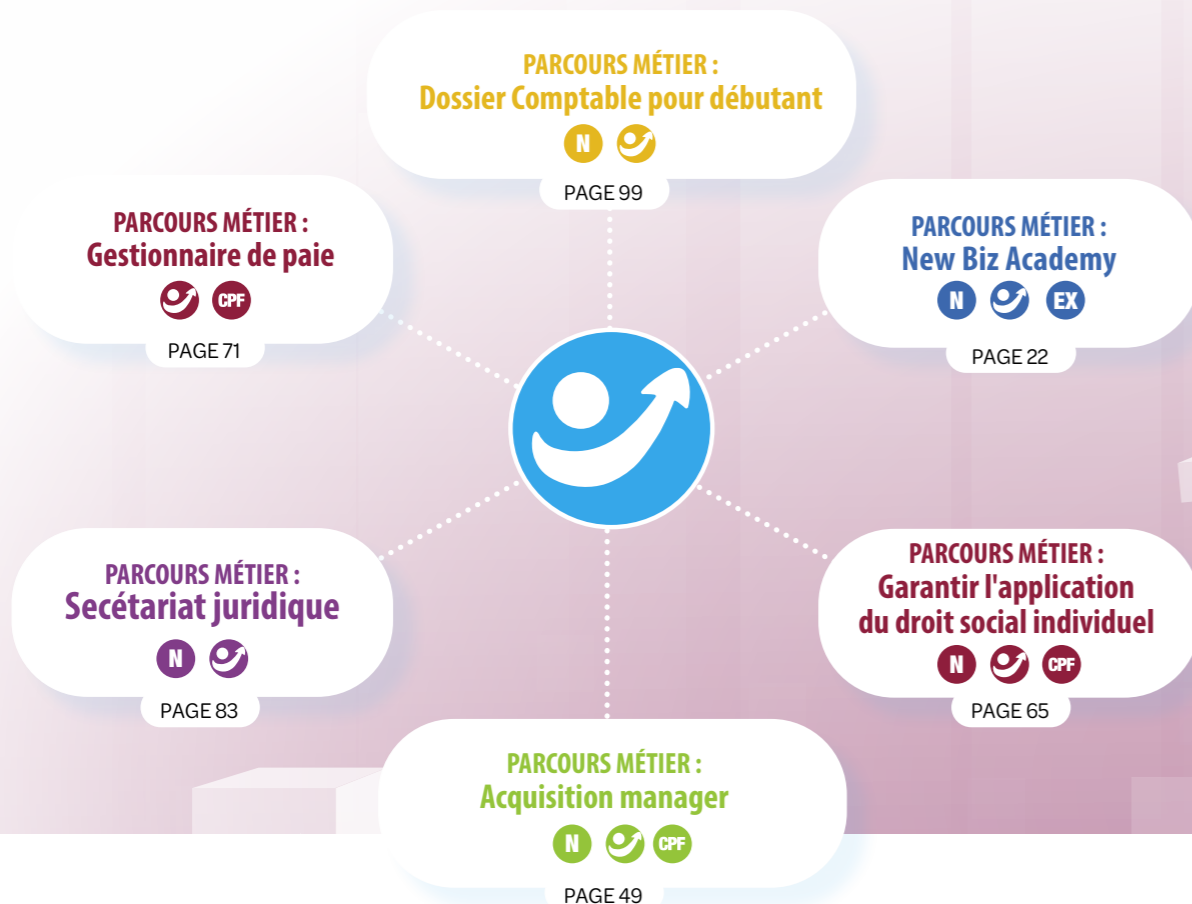 PARCOURS MÉTIER :
Dossier Comptable pour débutant
N
PAGE 99
PARCOURS MÉTIER :
Gestionnaire de paie
CPF
PAGE 71
PARCOURS MÉTIER :
New Biz Academy
N EX
PAGE 22
PARCOURS MÉTIER :
Secétariat juridique
N
PAGE 83
PARCOURS MÉTIER :
Garantir l'application
du droit social individuel
N CPF
PAGE 65
PARCOURS MÉTIER :
Acquisition manager
N CPF
PAGE 49